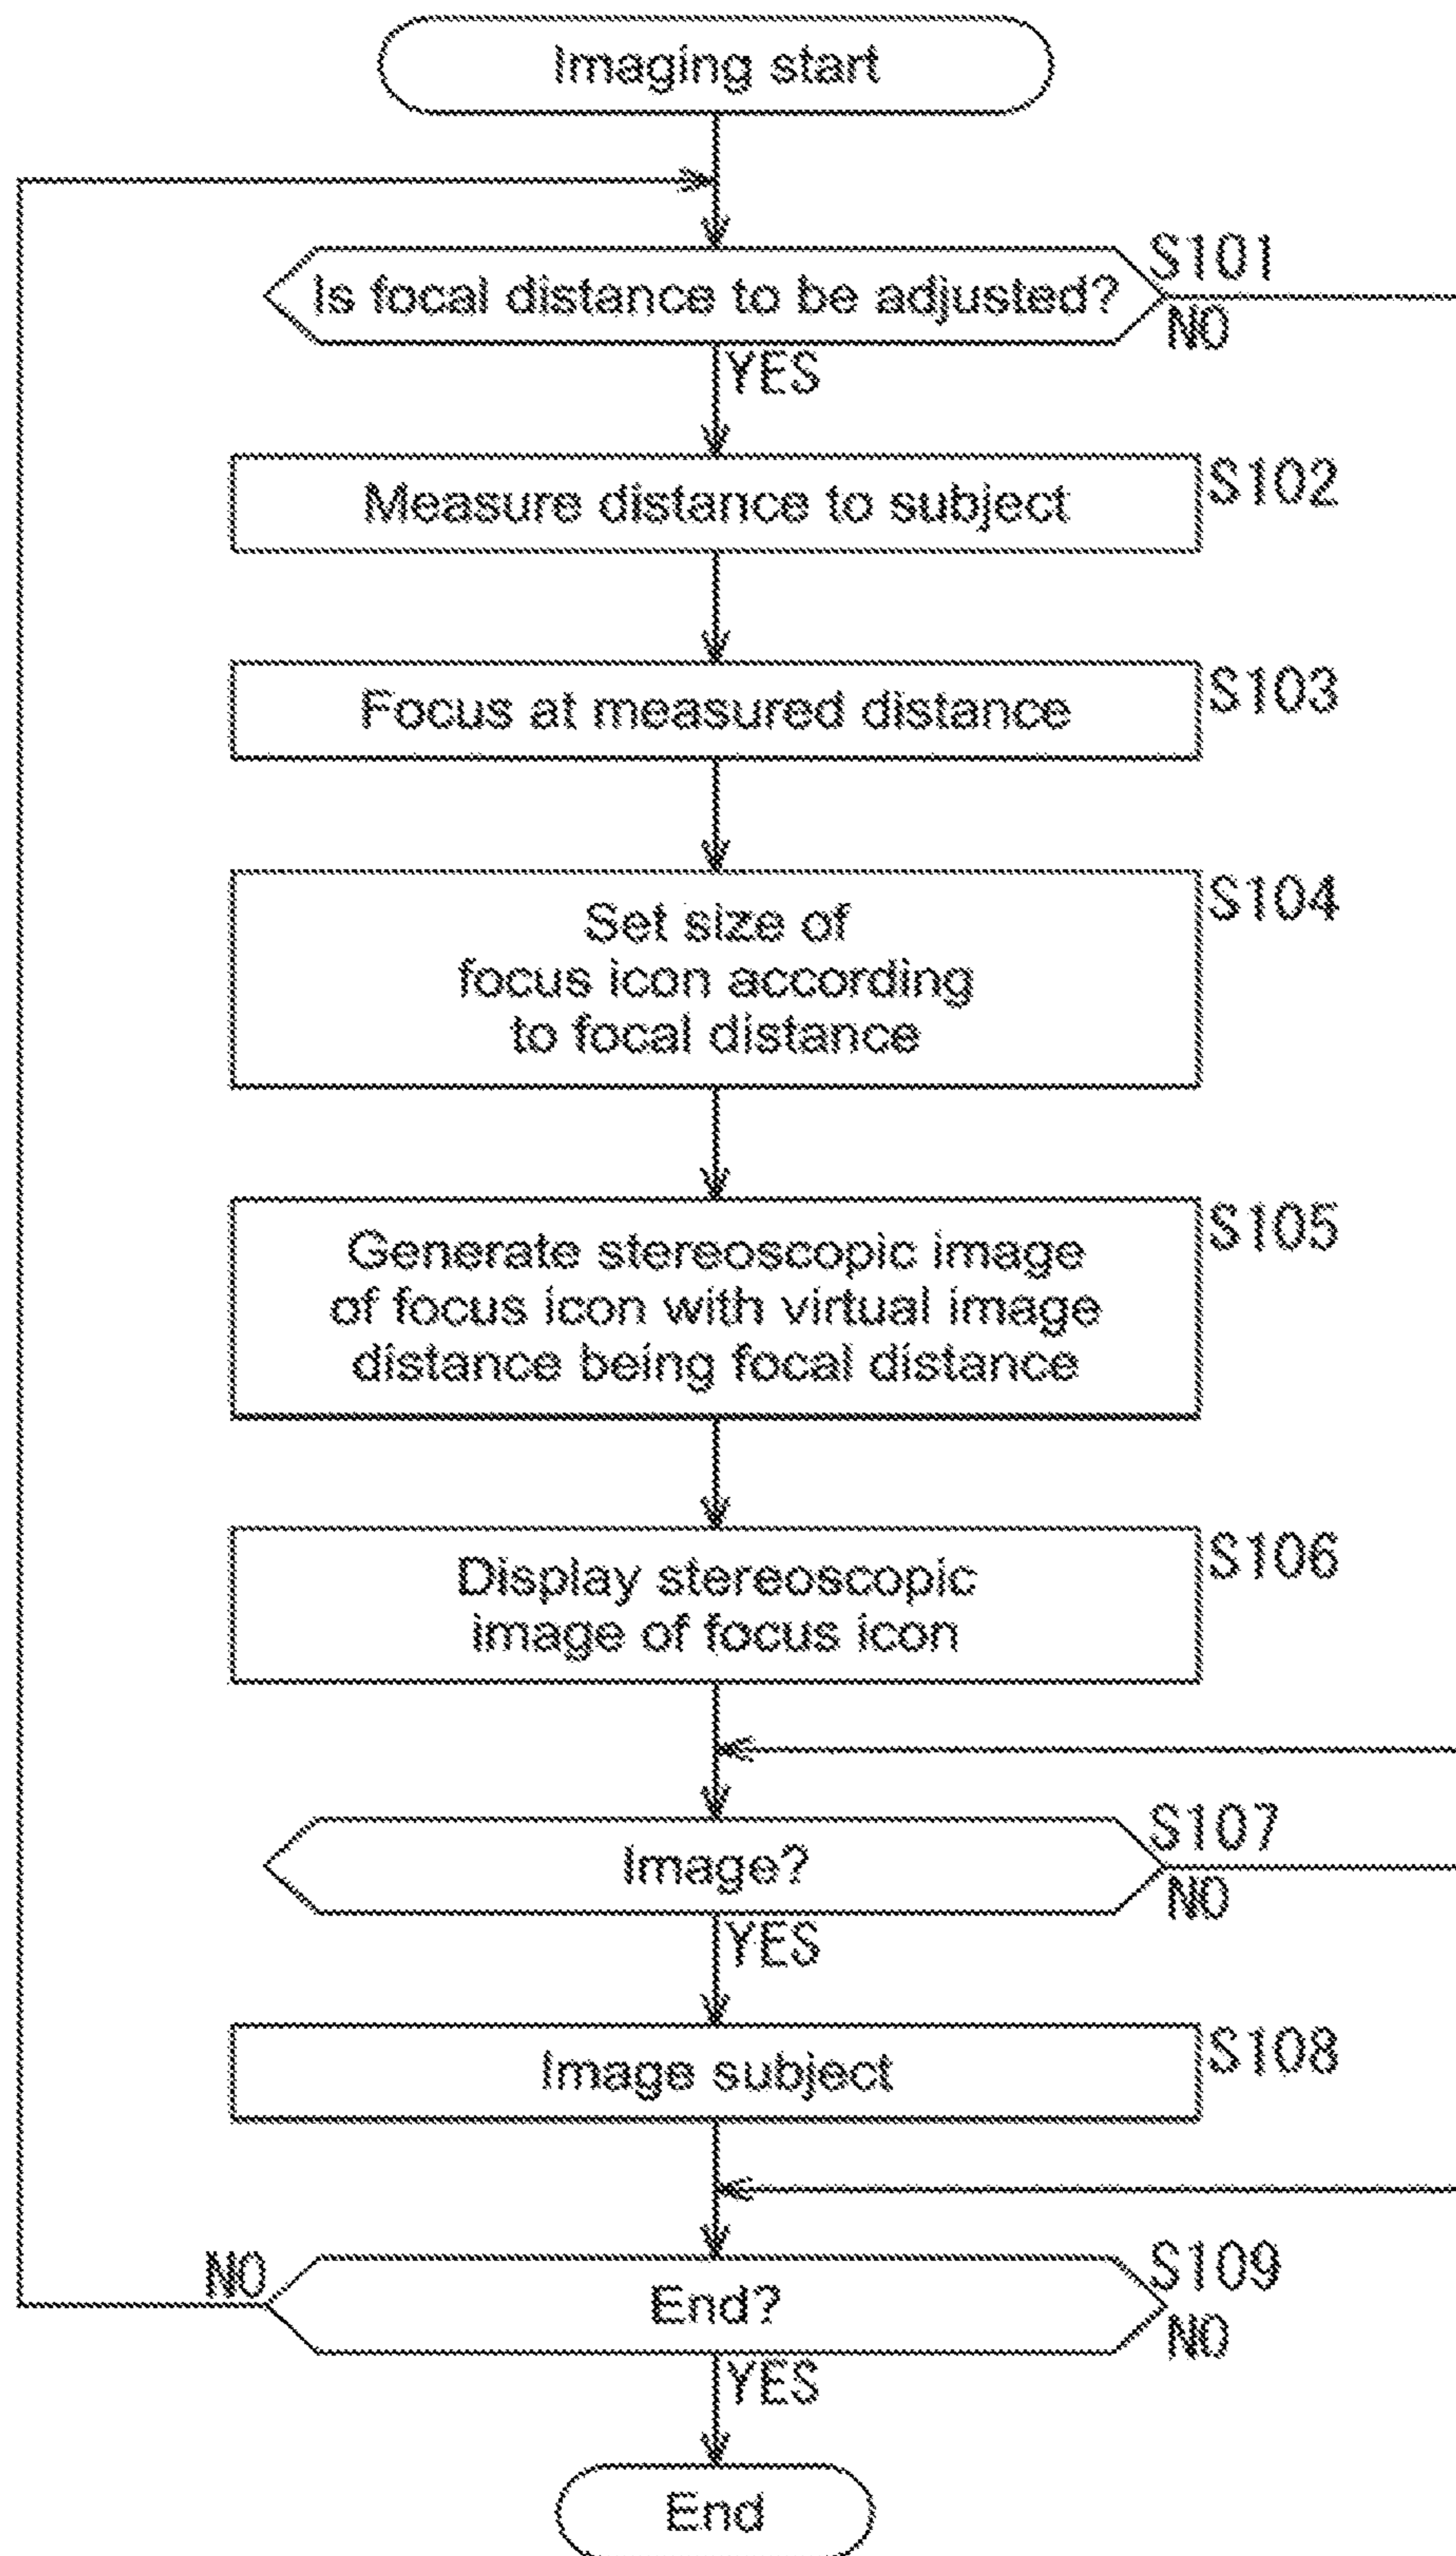 Imaging start
S101
Is focal distance to be adjusted?
NO
YES
S102
Measure distance to subject
S103
Focus at measured distance
S104
Set size of
focus icon according
to focal distance
S105
Generate stereoscopic image
of focus icon with virtual image
distance being focal distance
S106
Display stereoscopic
image of focus icon
S107
Image?
NO
YES
S108
Image subject
S109
NO
End?
NO
YES
End